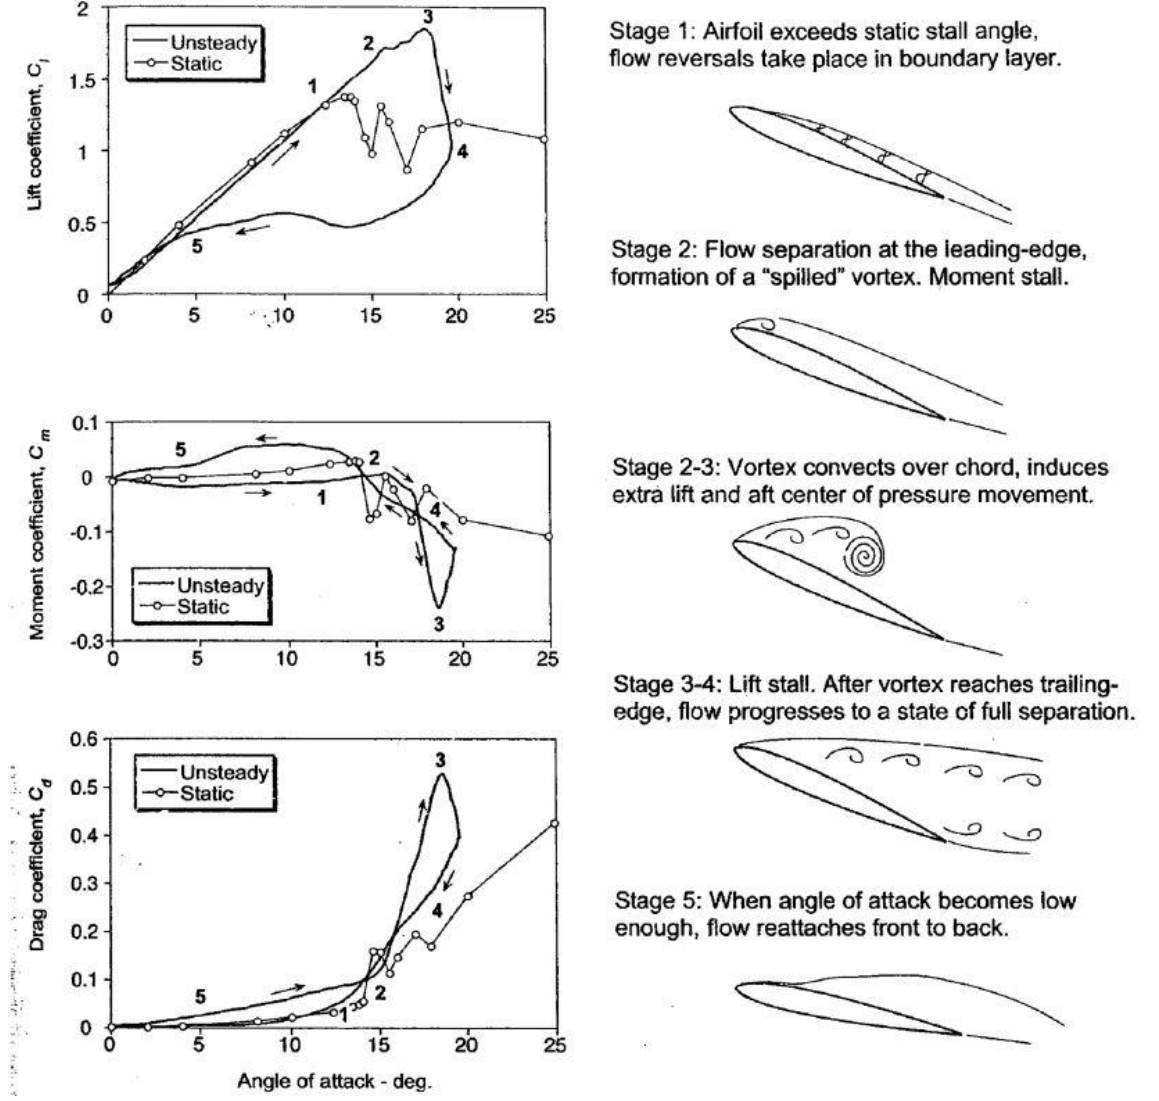 2
1.5
1
0.5
0
Lift coefficient, Cl
Unsteady
Static
1
2
3
4
5
0 5 10 15 20 25
0.1
0
-0.1
-0.2
-0.3
Moment coefficient, Cm
5
1
2
4
3
Unsteady
Static
0 5 10 15 20 25
0.6
0.5
0.4
0.3
0.2
0.1
0
Drag coefficient, Cd
Unsteady
Static
3
4
5
2
1
0 5 10 15 20 25
Angle of attack - deg.
Stage 1: Airfoil exceeds static stall angle,
flow reversals take place in boundary layer.
Stage 2: Flow separation at the leading-edge,
formation of a “spilled” vortex. Moment stall.
Stage 2-3: Vortex convects over chord, induces
extra lift and aft center of pressure movement.
Stage 3-4: Lift stall. After vortex reaches trailing-
edge, flow progresses to a state of full separation.
Stage 5: When angle of attack becomes low
enough, flow reattaches front to back.